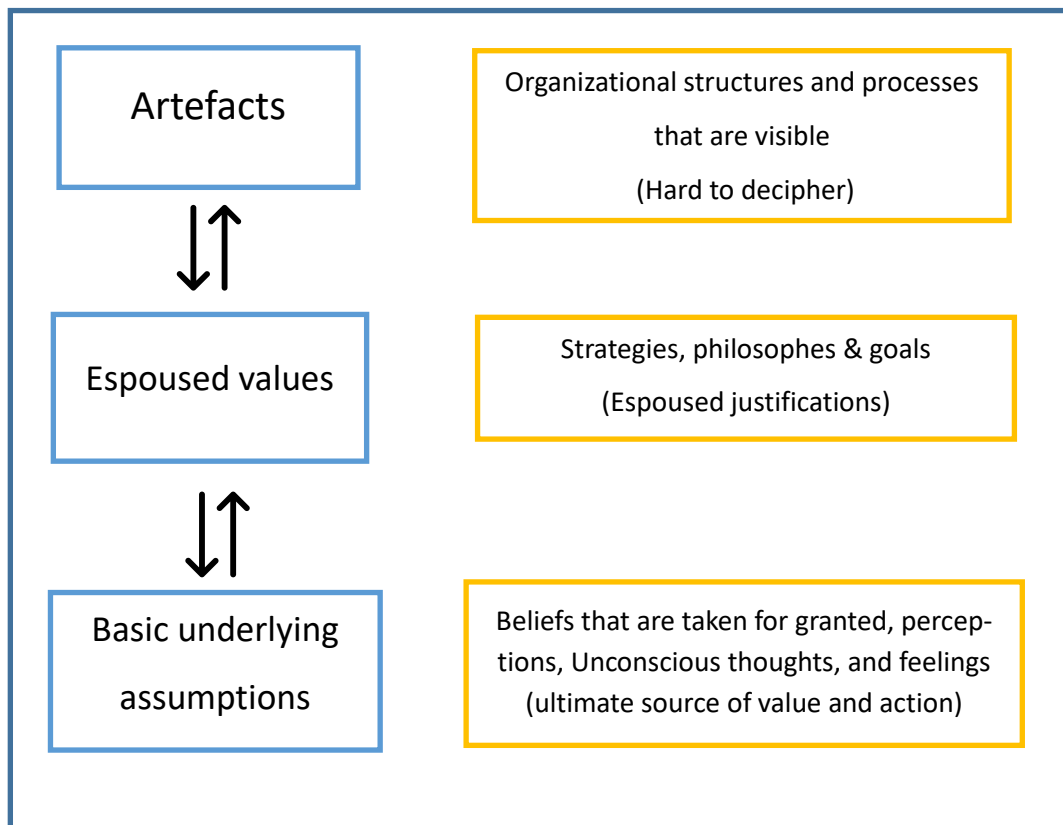 Artefacts
Organizational structures and processes
that are visible
(Hard to decipher)
Espoused values
Strategies, philosophes & goals
(Espoused justifications)
Basic underlying
assumptions
Beliefs that are taken for granted, percep-
tions, Unconscious thoughts, and feelings
(ultimate source of value and action)